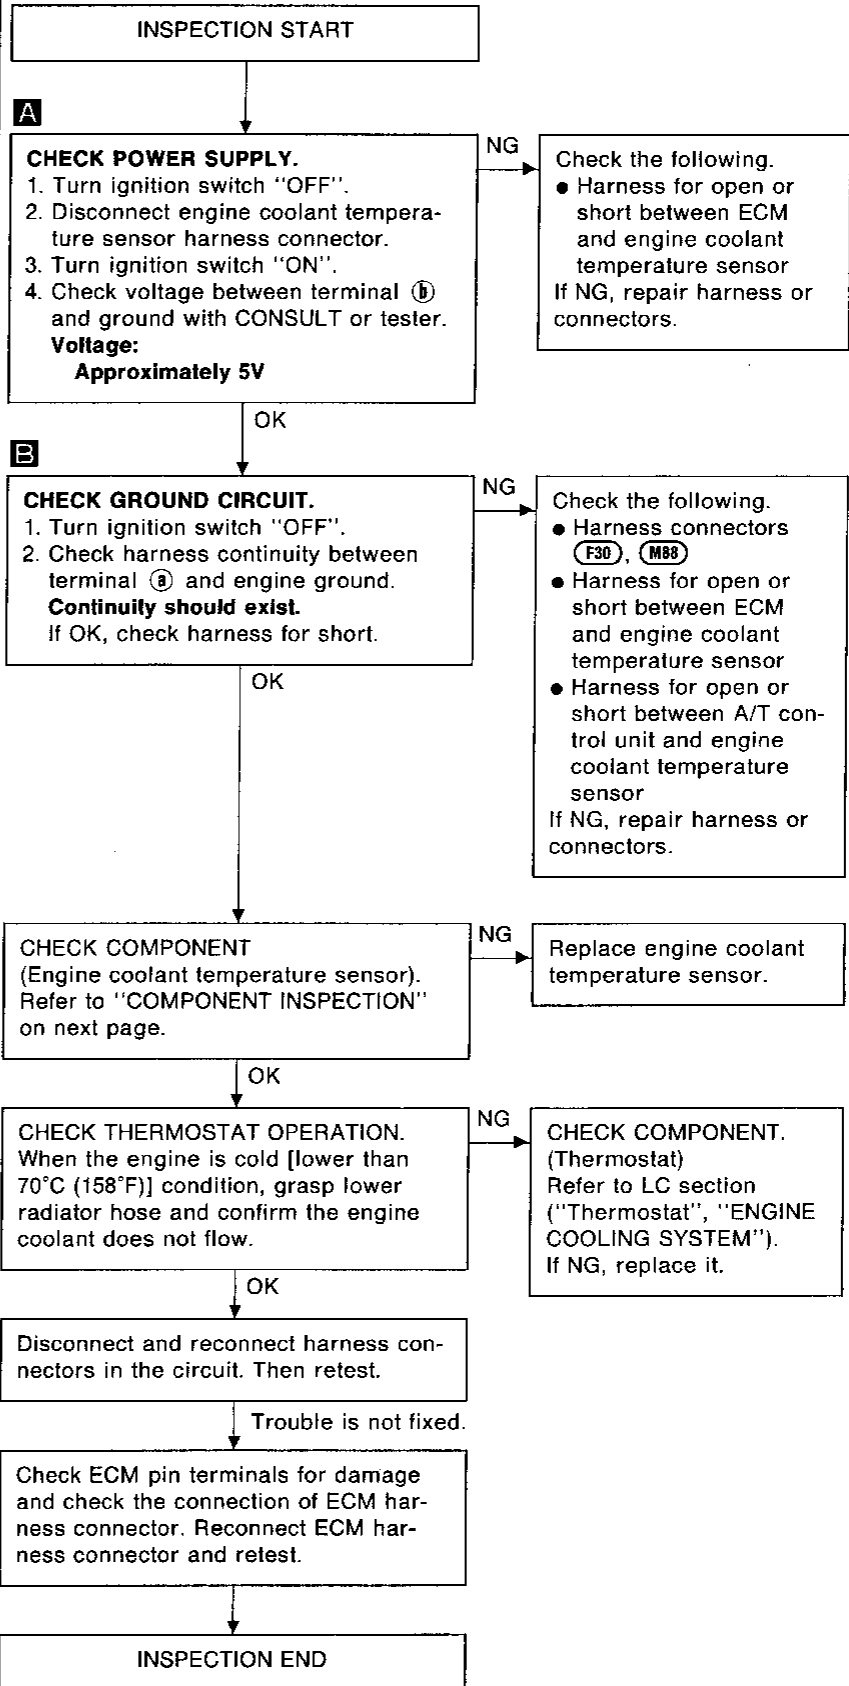 INSPECTION START
A
CHECK POWER SUPPLY.
1. Turn ignition switch "OFF".
2. Disconnect engine coolant tempera-
ture sensor harness connector.
3. Turn ignition switch "ON".
4. Check voltage between terminal ⓑ
and ground with CONSULT or tester.
Voltage:
Approximately 5V
NG
Check the following.
● Harness for open or
short between ECM
and engine coolant
temperature sensor
If NG, repair harness or
connectors.
OK
B
CHECK GROUND CIRCUIT.
1. Turn ignition switch "OFF".
2. Check harness continuity between
terminal ⓐ and engine ground.
Continuity should exist.
If OK, check harness for short.
NG
Check the following.
● Harness connectors
F30, M88
● Harness for open or
short between ECM
and engine coolant
temperature sensor
● Harness for open or
short between A/T con-
trol unit and engine
coolant temperature
sensor
If NG, repair harness or
connectors.
OK
CHECK COMPONENT
(Engine coolant temperature sensor).
Refer to "COMPONENT INSPECTION"
on next page.
NG
Replace engine coolant
temperature sensor.
OK
CHECK THERMOSTAT OPERATION.
When the engine is cold [lower than
70°C (158°F)] condition, grasp lower
radiator hose and confirm the engine
coolant does not flow.
NG
CHECK COMPONENT.
(Thermostat)
Refer to LC section
("Thermostat", "ENGINE
COOLING SYSTEM").
If NG, replace it.
OK
Disconnect and reconnect harness con-
nectors in the circuit. Then retest.
Trouble is not fixed.
Check ECM pin terminals for damage
and check the connection of ECM har-
ness connector. Reconnect ECM har-
ness connector and retest.
INSPECTION END